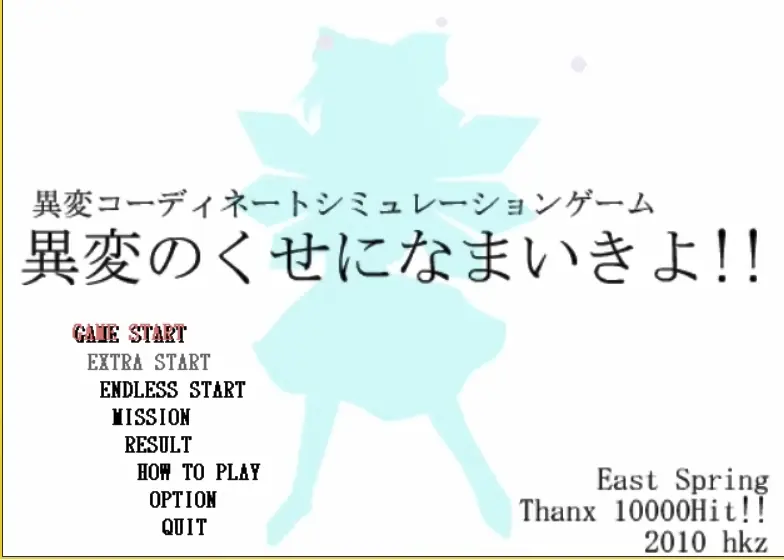 異変コーディネートシミュレーションゲーム
異変のくせになまいきよ!!
GAME START
EXTRA START
ENDLESS START
MISSION
RESULT
HOW TO PLAY
OPTION
QUIT
East Spring
Thanx 10000Hit!!
2010 hkz